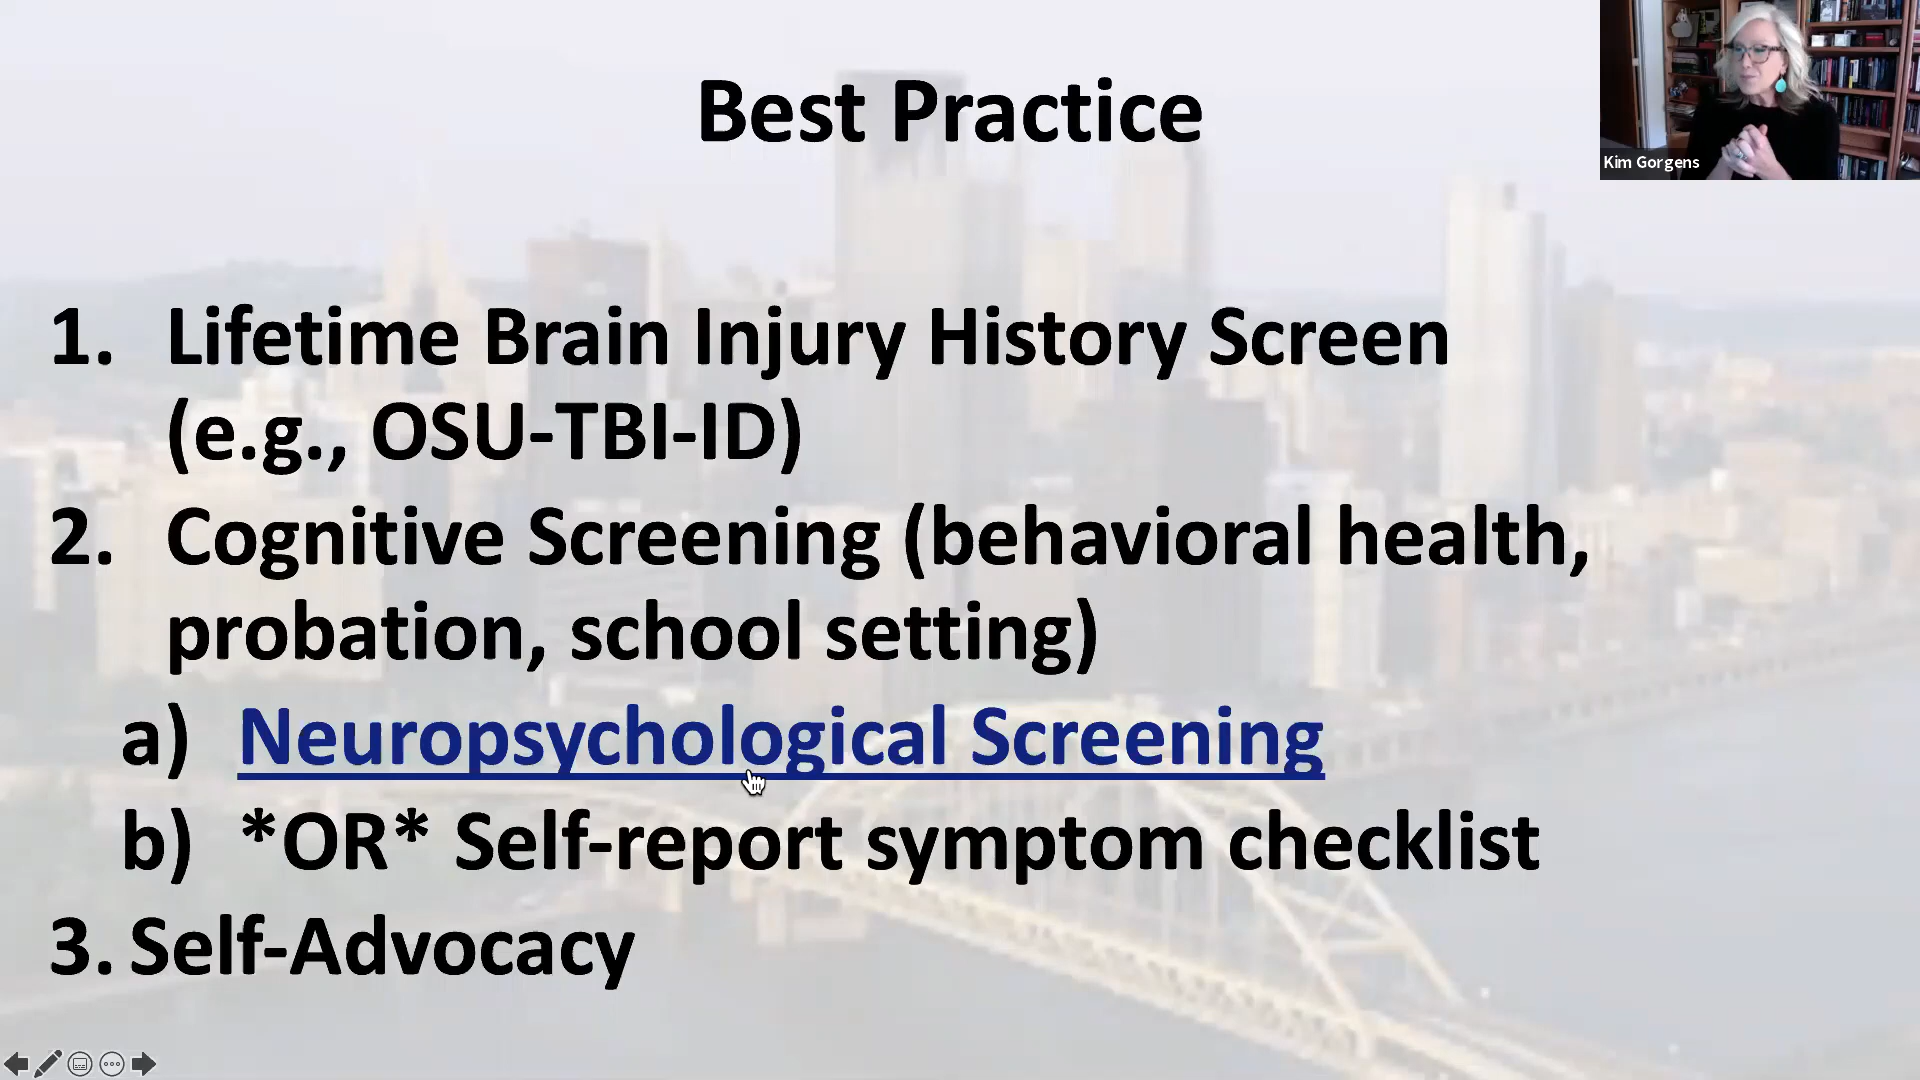 Best Practice
Kim Gorgens
1. Lifetime Brain Injury History Screen
(e.g., OSU-TBI-ID)
2. Cognitive Screening (behavioral health,
probation, school setting)
a) Neuropsychological Screening
b) *OR* Self-report symptom checklist
3. Self-Advocacy